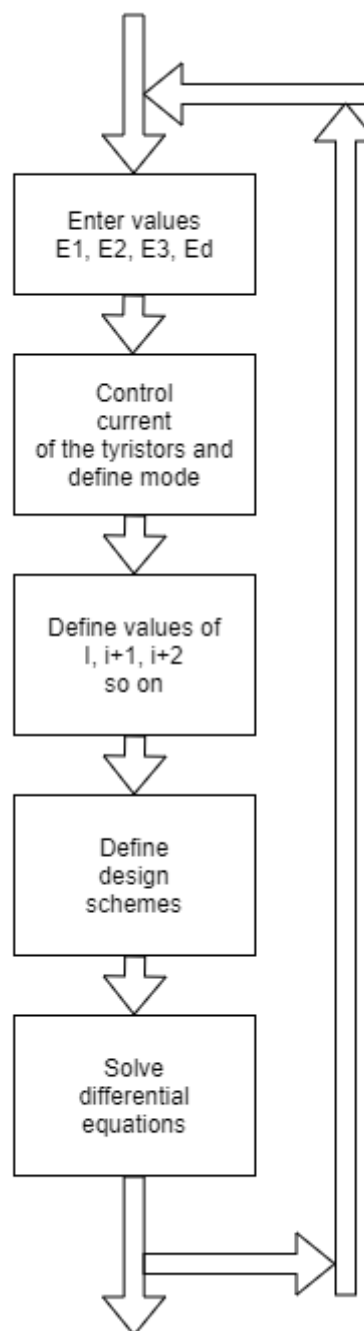 Enter values
E1, E2, E3, Ed
Control
current
of the tyristors and
define mode
Define values of
I, i+1, i+2
so on
Define
design
schemes
Solve
differential
equations